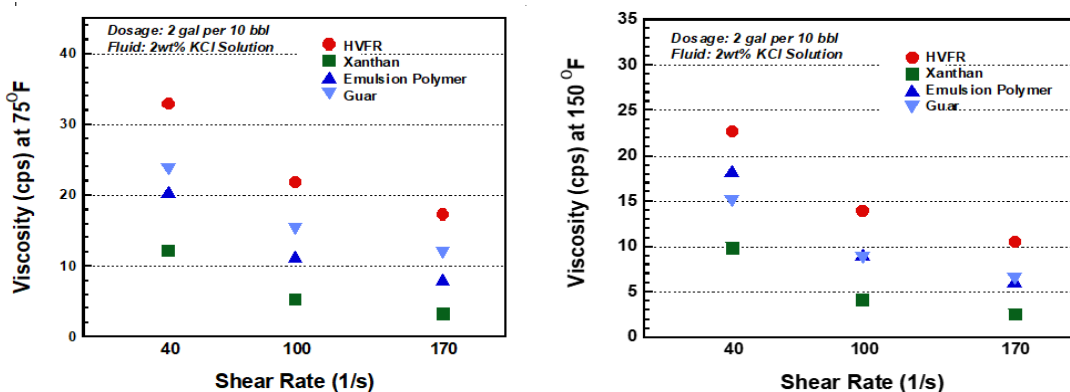 Dosage: 2 gal per 10 bbl
Fluid: 2wt% KCl Solution
HVFR
Xanthan
Emulsion Polymer
Guar
Viscosity (cps) at 75⁰F
40
30
20
10
0
40 100 170
Shear Rate (1/s)
Dosage: 2 gal per 10 bbl
Fluid: 2wt% KCl Solution
HVFR
Xanthan
Emulsion Polymer
Guar
Viscosity (cps) at 150 ⁰F
35
30
25
20
15
10
5
0
40 100 170
Shear Rate (1/s)